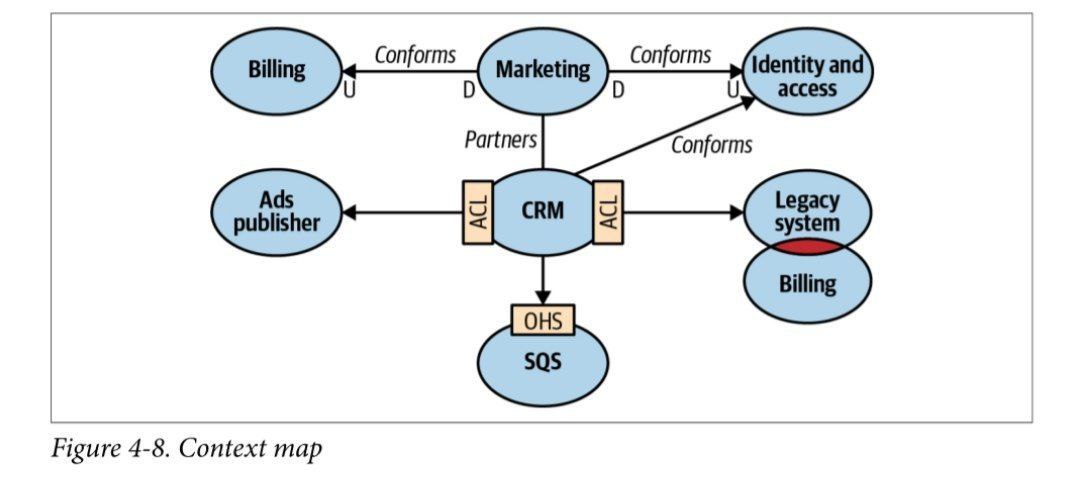 Conforms
Conforms
Billing
Marketing
Identity and
access
U
D
D
U
Partners
Conforms
Ads
publisher
ACL
CRM
ACL
Legacy
system
Billing
OHS
SQS
Figure 4-8. Context map